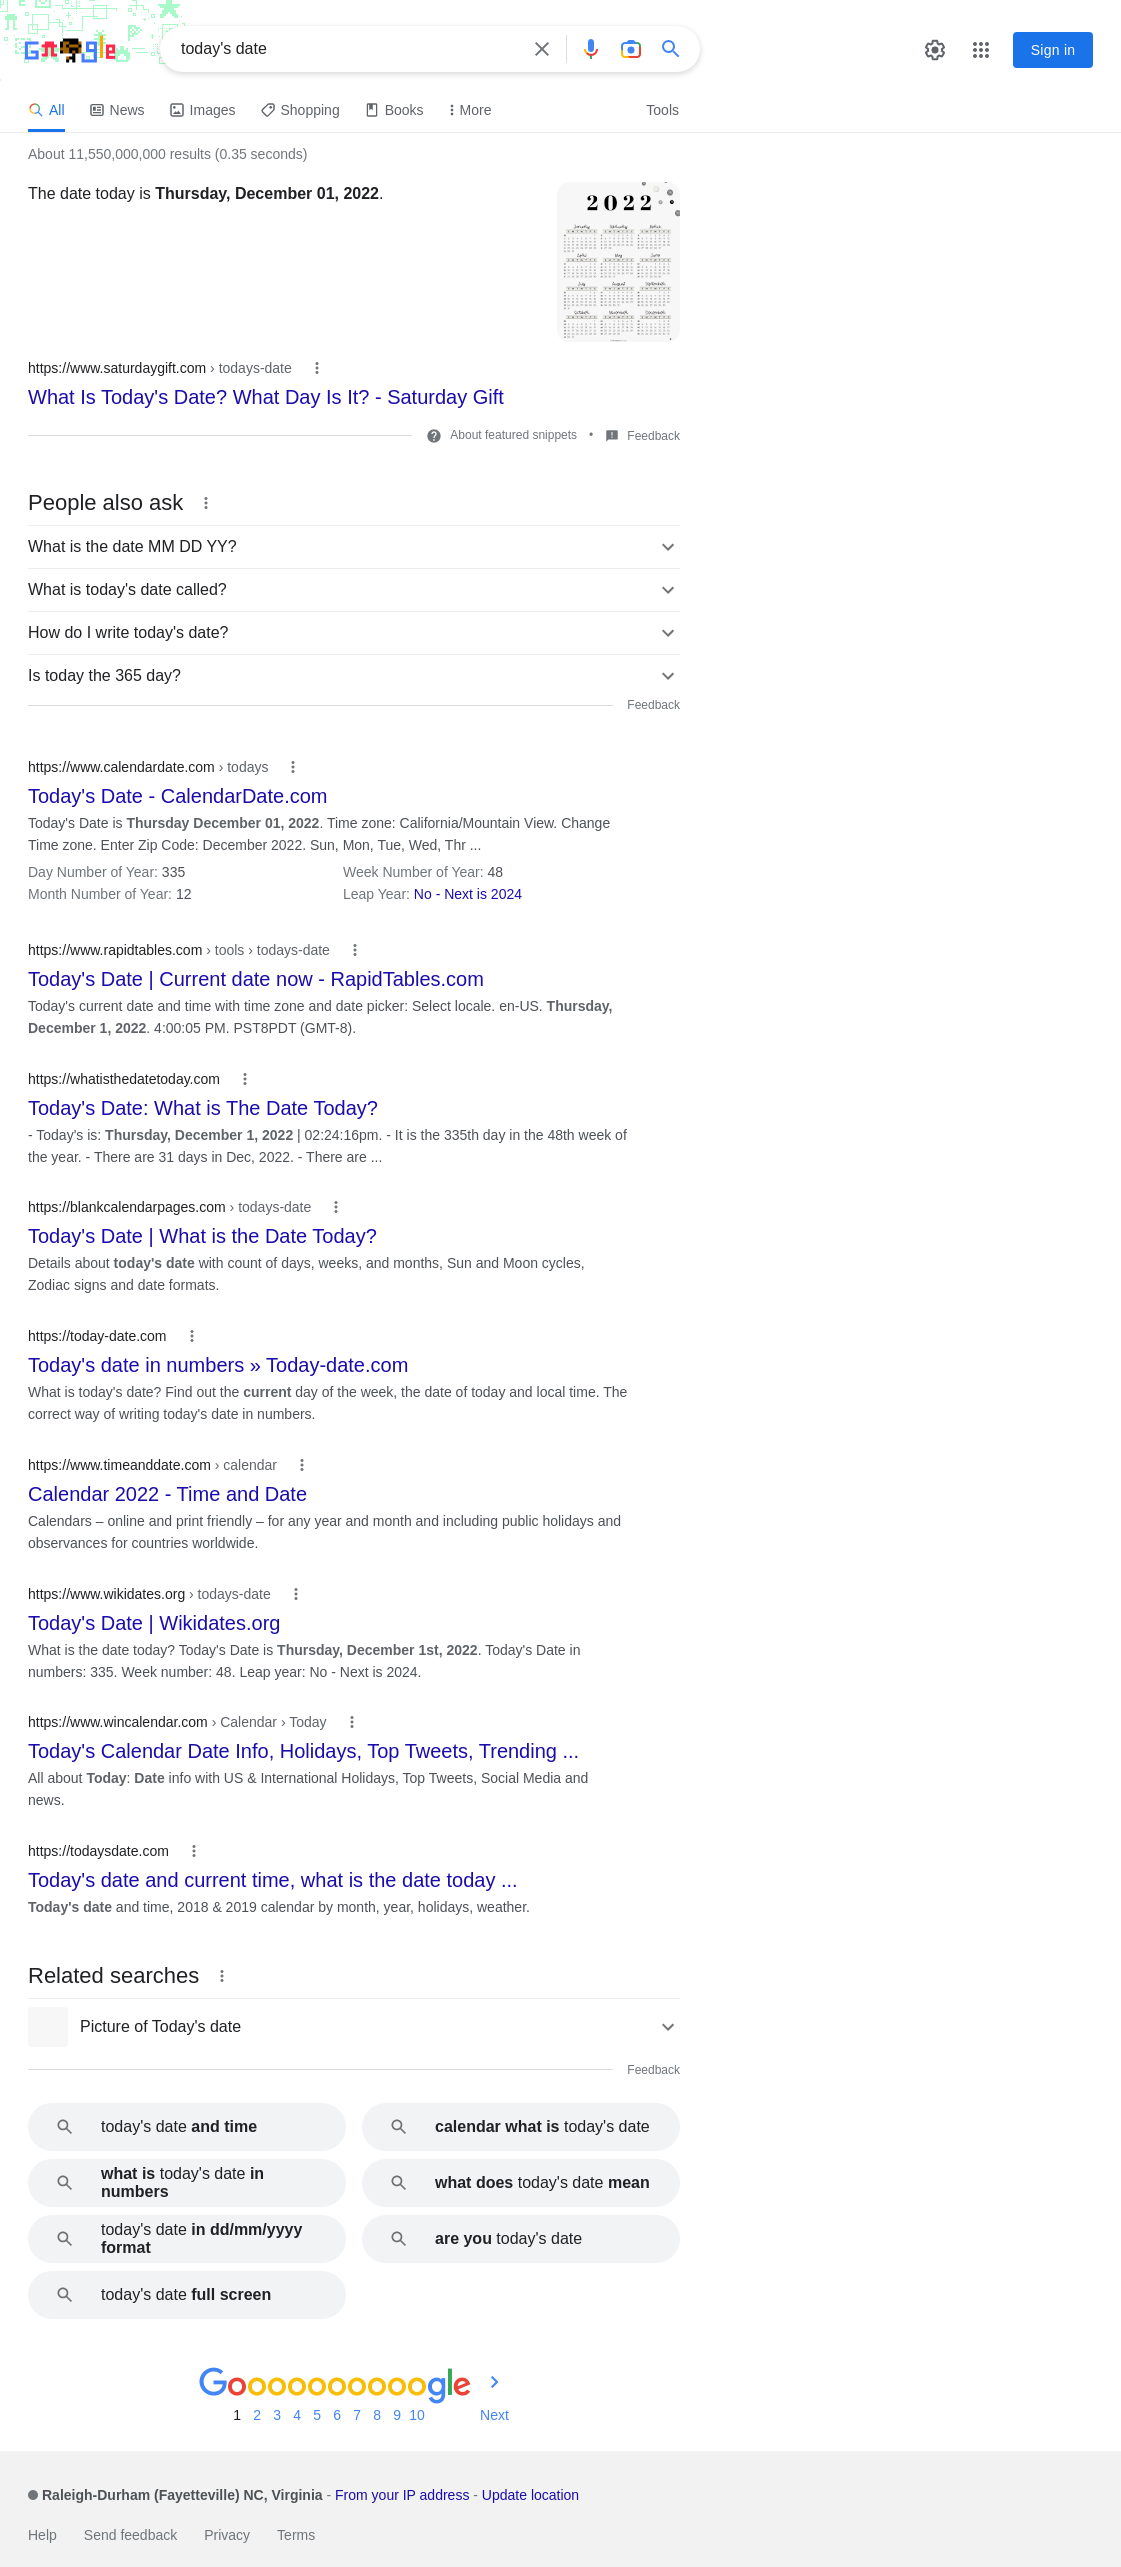 Google
today's date
Sign in
All
News
Images
Shopping
Books
More
Tools
About 11,550,000,000 results (0.35 seconds)
The date today is Thursday, December 01, 2022.
2022
https://www.saturdaygift.com › todays-date
What Is Today's Date? What Day Is It? - Saturday Gift
About featured snippets • Feedback
People also ask
What is the date MM DD YY?
What is today's date called?
How do I write today's date?
Is today the 365 day?
Feedback
https://www.calendardate.com › todays
Today's Date - CalendarDate.com
Today's Date is Thursday December 01, 2022. Time zone: California/Mountain View. Change
Time zone. Enter Zip Code: December 2022. Sun, Mon, Tue, Wed, Thr ...
Day Number of Year: 335 Week Number of Year: 48
Month Number of Year: 12 Leap Year: No - Next is 2024
https://www.rapidtables.com › tools › todays-date
Today's Date | Current date now - RapidTables.com
Today's current date and time with time zone and date picker: Select locale. en-US. Thursday,
December 1, 2022. 4:00:05 PM. PST8PDT (GMT-8).
https://whatisthedatetoday.com
Today's Date: What is The Date Today?
- Today's is: Thursday, December 1, 2022 | 02:24:16pm. - It is the 335th day in the 48th week of
the year. - There are 31 days in Dec, 2022. - There are ...
https://blankcalendarpages.com › todays-date
Today's Date | What is the Date Today?
Details about today's date with count of days, weeks, and months, Sun and Moon cycles,
Zodiac signs and date formats.
https://today-date.com
Today's date in numbers » Today-date.com
What is today's date? Find out the current day of the week, the date of today and local time. The
correct way of writing today's date in numbers.
https://www.timeanddate.com › calendar
Calendar 2022 - Time and Date
Calendars – online and print friendly – for any year and month and including public holidays and
observances for countries worldwide.
https://www.wikidates.org › todays-date
Today's Date | Wikidates.org
What is the date today? Today's Date is Thursday, December 1st, 2022. Today's Date in
numbers: 335. Week number: 48. Leap year: No - Next is 2024.
https://www.wincalendar.com › Calendar › Today
Today's Calendar Date Info, Holidays, Top Tweets, Trending ...
All about Today: Date info with US & International Holidays, Top Tweets, Social Media and
news.
https://todaysdate.com
Today's date and current time, what is the date today ...
Today's date and time, 2018 & 2019 calendar by month, year, holidays, weather.
Related searches
Picture of Today's date
Feedback
today's date and time
calendar what is today's date
what is today's date in
numbers
what does today's date mean
today's date in dd/mm/yyyy
format
are you today's date
today's date full screen
Goooooooooogle
1 2 3 4 5 6 7 8 9 10 Next
Raleigh-Durham (Fayetteville) NC, Virginia - From your IP address - Update location
Help Send feedback Privacy Terms